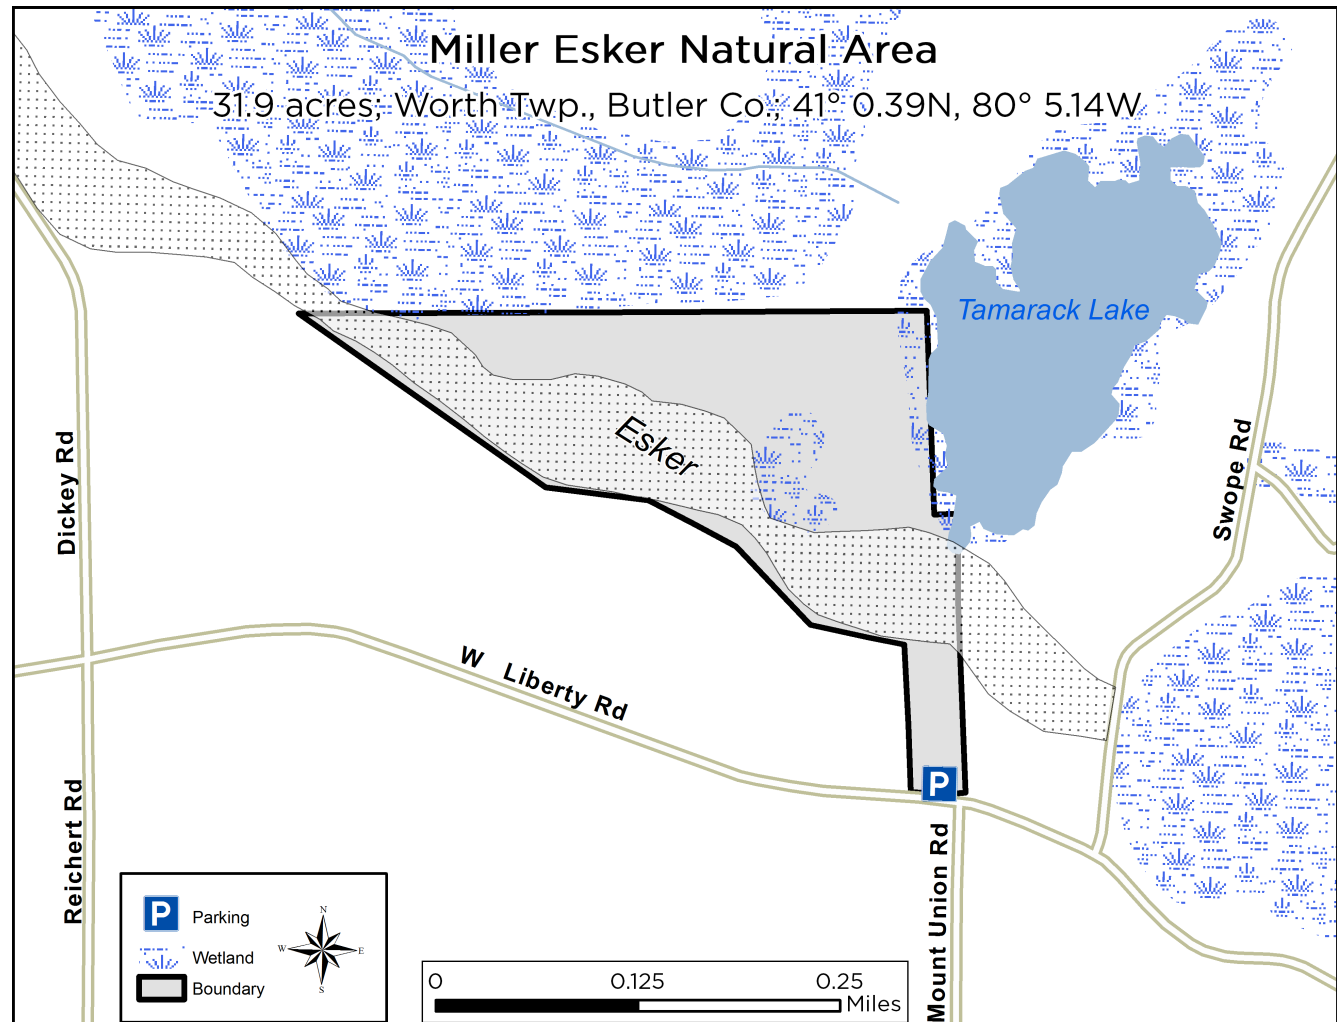 Miller Esker Natural Area
31.9 acres; Worth Twp., Butler Co.; 41° 0.39N, 80° 5.14W
Tamarack Lake
Esker
Dickey Rd
Swope Rd
W Liberty Rd
Reichert Rd
Mount Union Rd
P
P Parking
Wetland
Boundary
N
W E
S
0 0.125 0.25
Miles